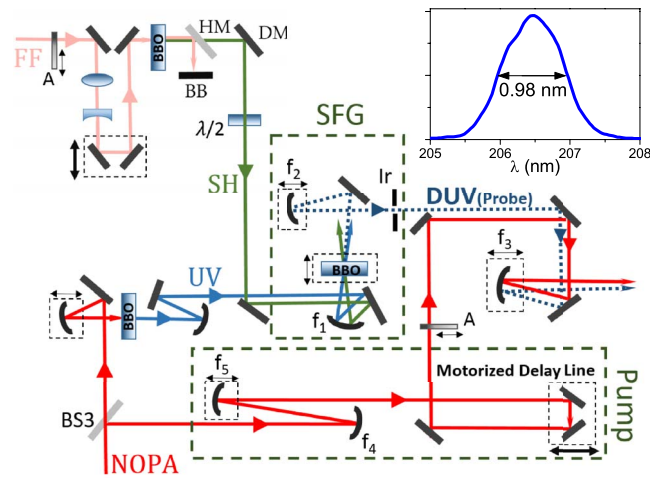 HM
DM
FF
BBO
A
BB
λ/2
SFG
0.98 nm
205
206
207
208
λ (nm)
f2
Ir
SH
DUV(Probe)
f3
BBO
UV
BBO
f1
A
Motorized Delay Line
f5
Pump
BS3
f4
NOPA